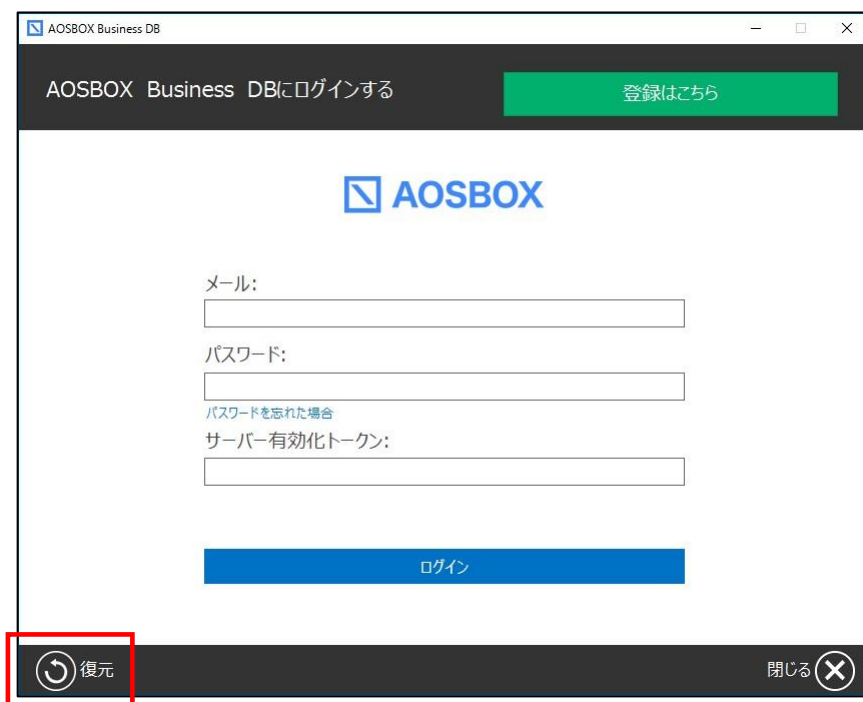 AOSBOX Business DB
AOSBOX Business DBにログインする
登録はこちら
AOSBOX
メール:
パスワード:
パスワードを忘れた場合
サーバー有効化トークン:
ログイン
復元
閉じる